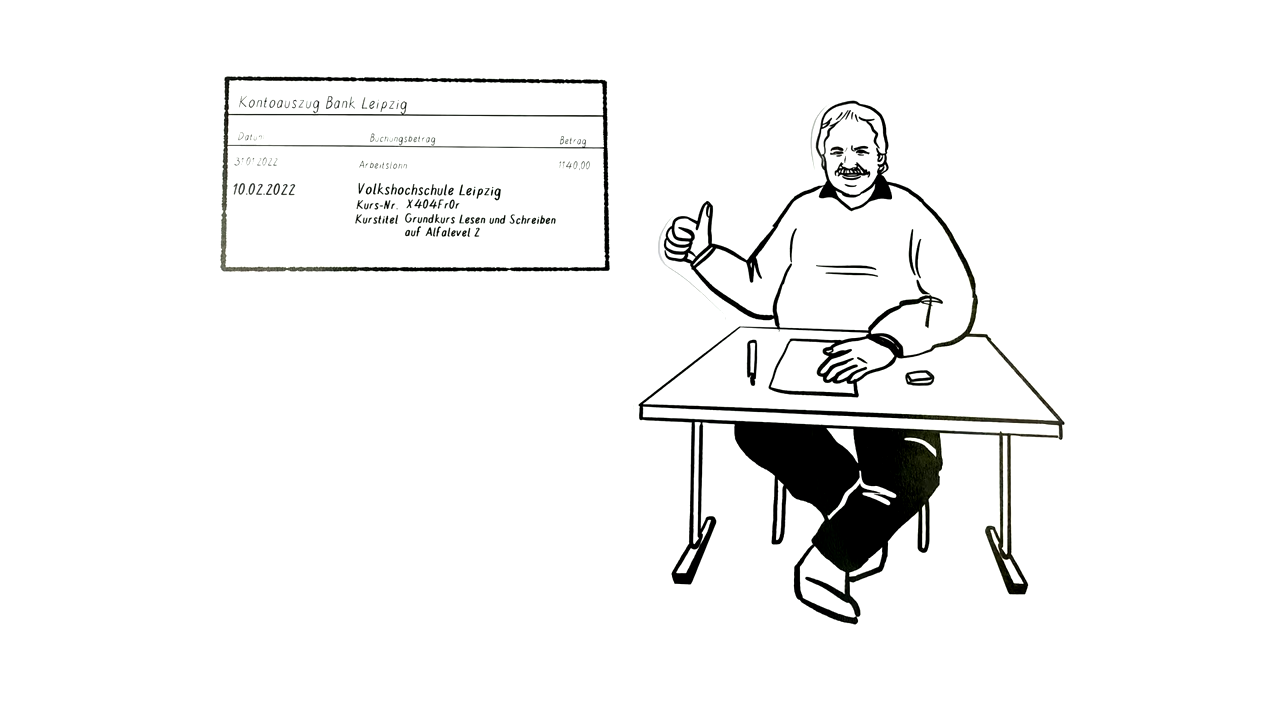 Kontoauszug Bank Leipzig
Datum Buchungsbetrag Betrag
31.01.2022 Arbeitslohn 1140,00
10.02.2022 Volkshochschule Leipzig
Kurs-Nr. X404Fr0r
Kurstitel Grundkurs Lesen und Schreiben
auf Alfalevel 2